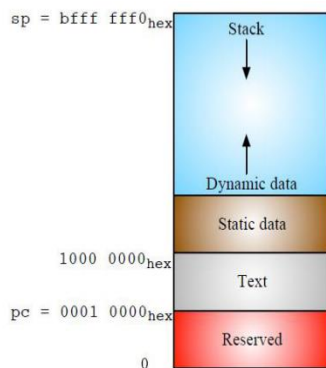 sp = bfff fff0hex
Stack
Dynamic data
Static data
1000 0000hex
Text
pc = 0001 0000hex
Reserved
0